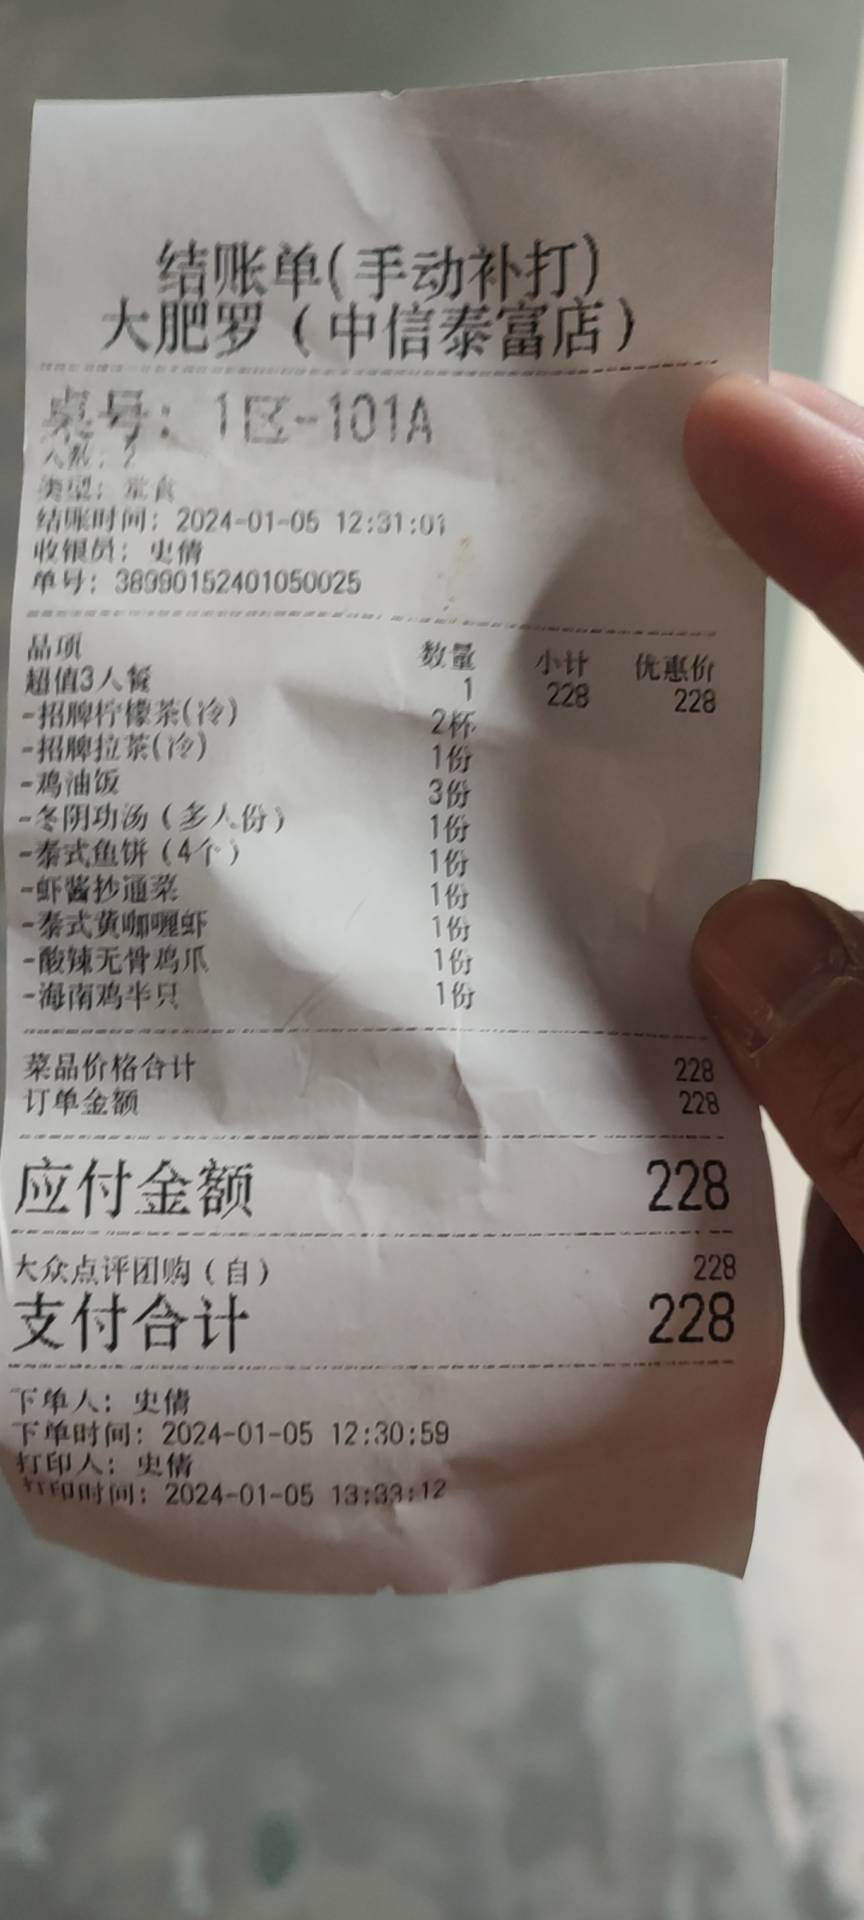 结账单(手动补打)
大肥罗（中信泰富店）
桌号: 1区-101A
人数: 2
类型: 堂食
结账时间: 2024-01-05 12:31:01
收银员: 史倩
单号: 38990152401050025
品项 数量 小计 优惠价
超值3人餐 1 228 228
-招牌柠檬茶(冷) 2杯
-招牌拉茶(冷) 1份
-鸡油饭 3份
-冬阴功汤（多人份） 1份
-泰式鱼饼（4个） 1份
-虾酱抄通菜 1份
-泰式黄咖喱虾 1份
-酸辣无骨鸡爪 1份
-海南鸡半只 1份
菜品价格合计 228
订单金额 228
应付金额 228
大众点评团购（自） 228
支付合计 228
下单人: 史倩
下单时间: 2024-01-05 12:30:59
打印人: 史倩
打印时间: 2024-01-05 13:33:12